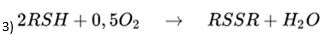 3) 2RSH + 0,5O₂ → RSSR + H₂O